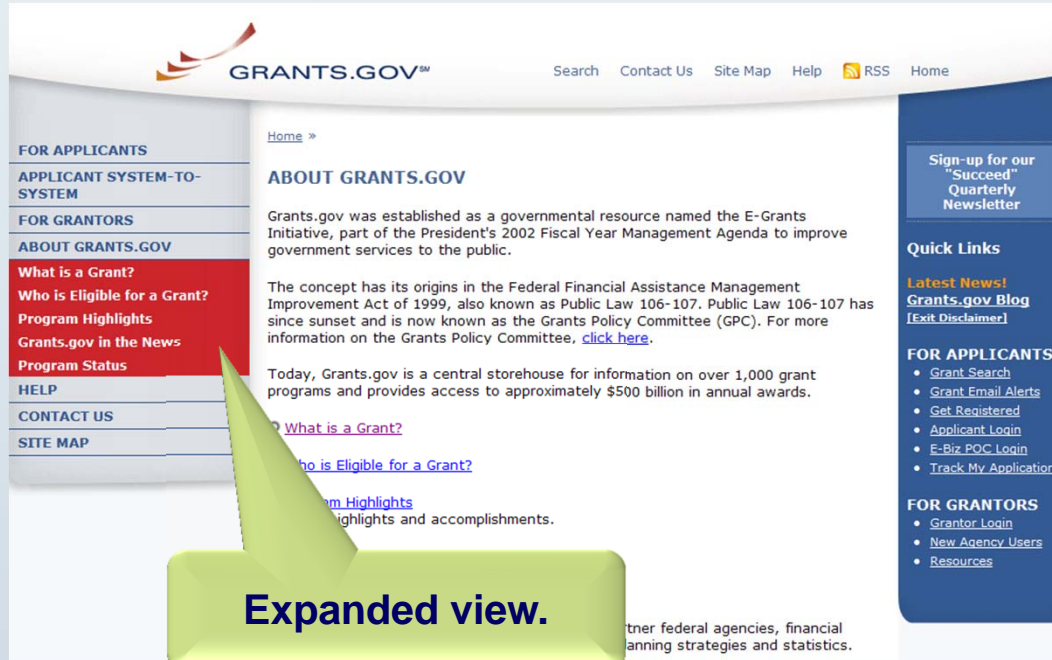 GRANTS.GOV℠
Search Contact Us Site Map Help RSS Home
FOR APPLICANTS
APPLICANT SYSTEM-TO-
SYSTEM
FOR GRANTORS
ABOUT GRANTS.GOV
What is a Grant?
Who is Eligible for a Grant?
Program Highlights
Grants.gov in the News
Program Status
HELP
CONTACT US
SITE MAP
Home »
ABOUT GRANTS.GOV
Grants.gov was established as a governmental resource named the E-Grants
Initiative, part of the President's 2002 Fiscal Year Management Agenda to improve
government services to the public.
The concept has its origins in the Federal Financial Assistance Management
Improvement Act of 1999, also known as Public Law 106-107. Public Law 106-107 has
since sunset and is now known as the Grants Policy Committee (GPC). For more
information on the Grants Policy Committee, click here.
Today, Grants.gov is a central storehouse for information on over 1,000 grant
programs and provides access to approximately $500 billion in annual awards.
What is a Grant?
is Eligible for a Grant?
Highlights
and accomplishments.
Expanded view.
federal agencies, financial
strategies and statistics.
Sign-up for our
"Succeed"
Quarterly
Newsletter
Quick Links
Latest News!
Grants.gov Blog
[Exit Disclaimer]
FOR APPLICANTS
Grant Search
Grant Email Alerts
Get Registered
Applicant Login
E-Biz POC Login
Track My Application
FOR GRANTORS
Grantor Login
New Agency Users
Resources